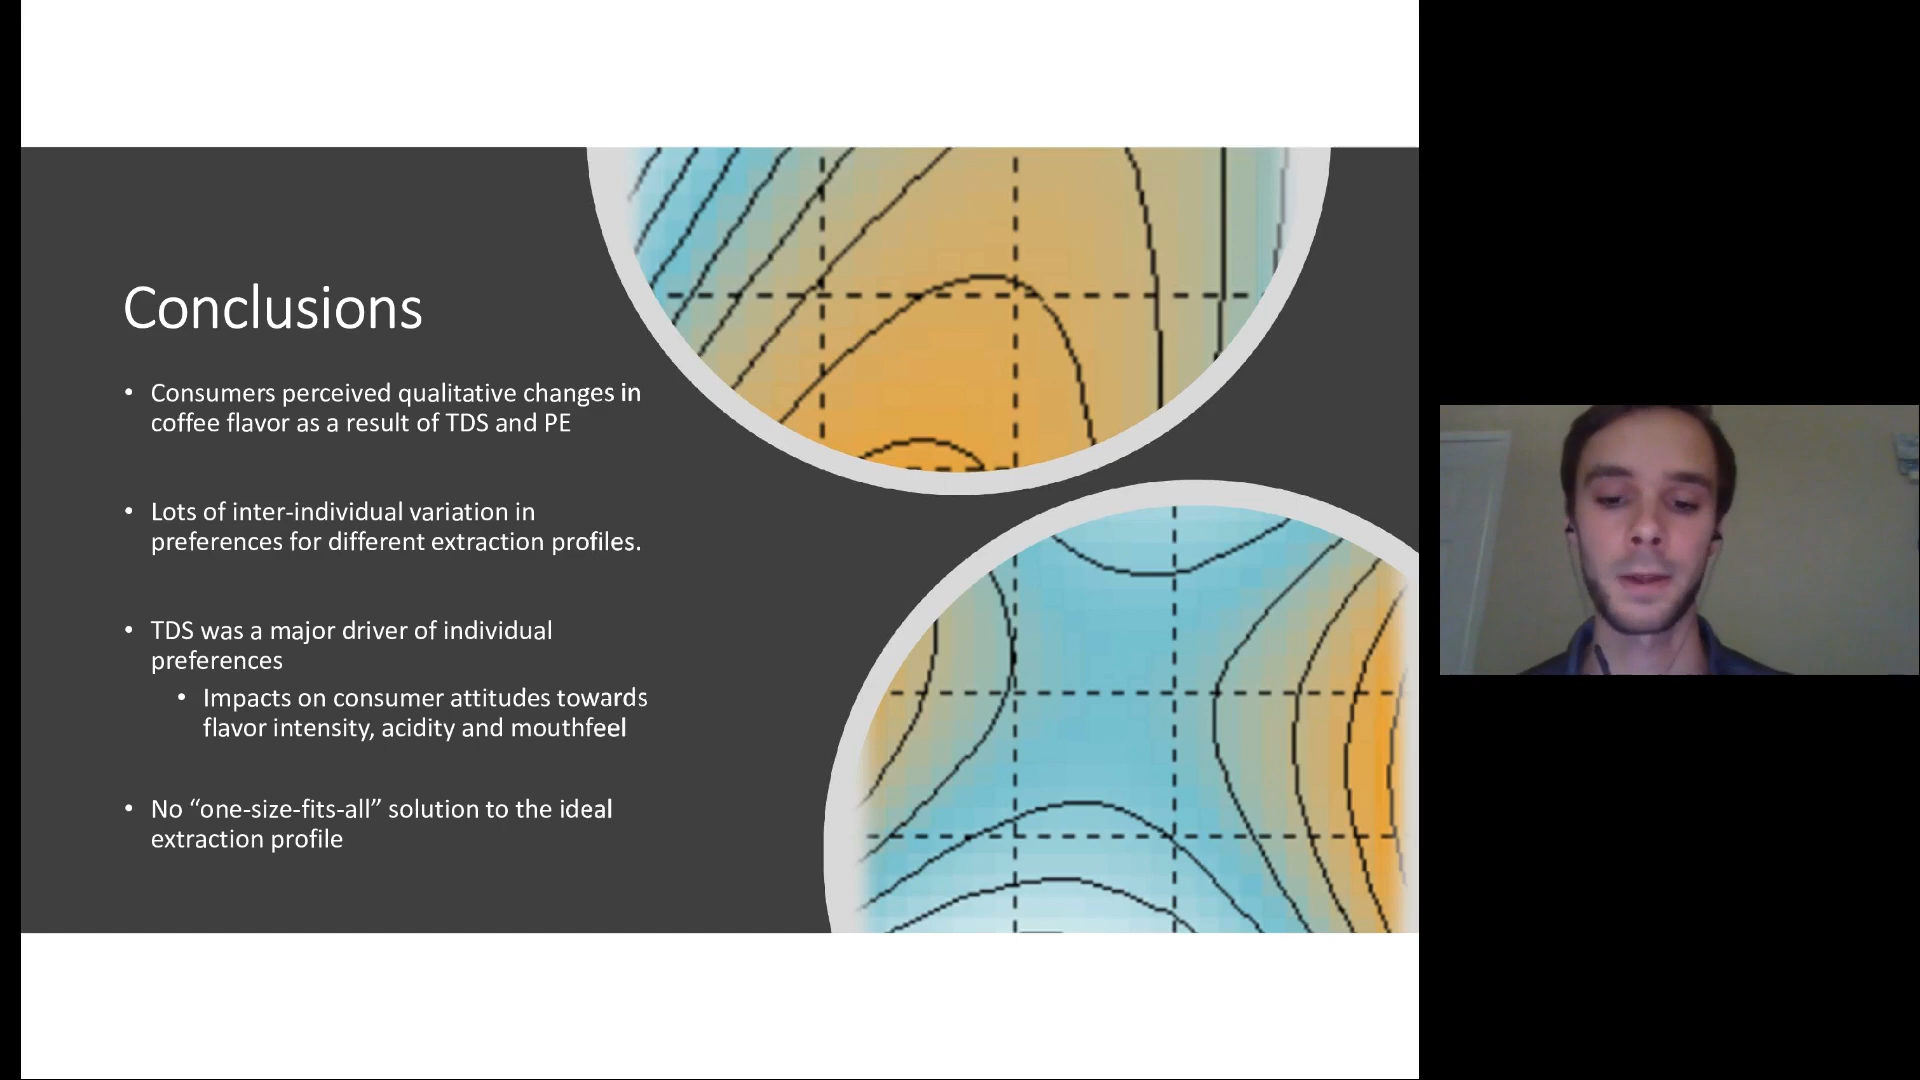 Conclusions
• Consumers perceived qualitative changes in
coffee flavor as a result of TDS and PE
• Lots of inter-individual variation in
preferences for different extraction profiles.
• TDS was a major driver of individual
preferences
• Impacts on consumer attitudes towards
flavor intensity, acidity and mouthfeel
• No “one-size-fits-all” solution to the ideal
extraction profile